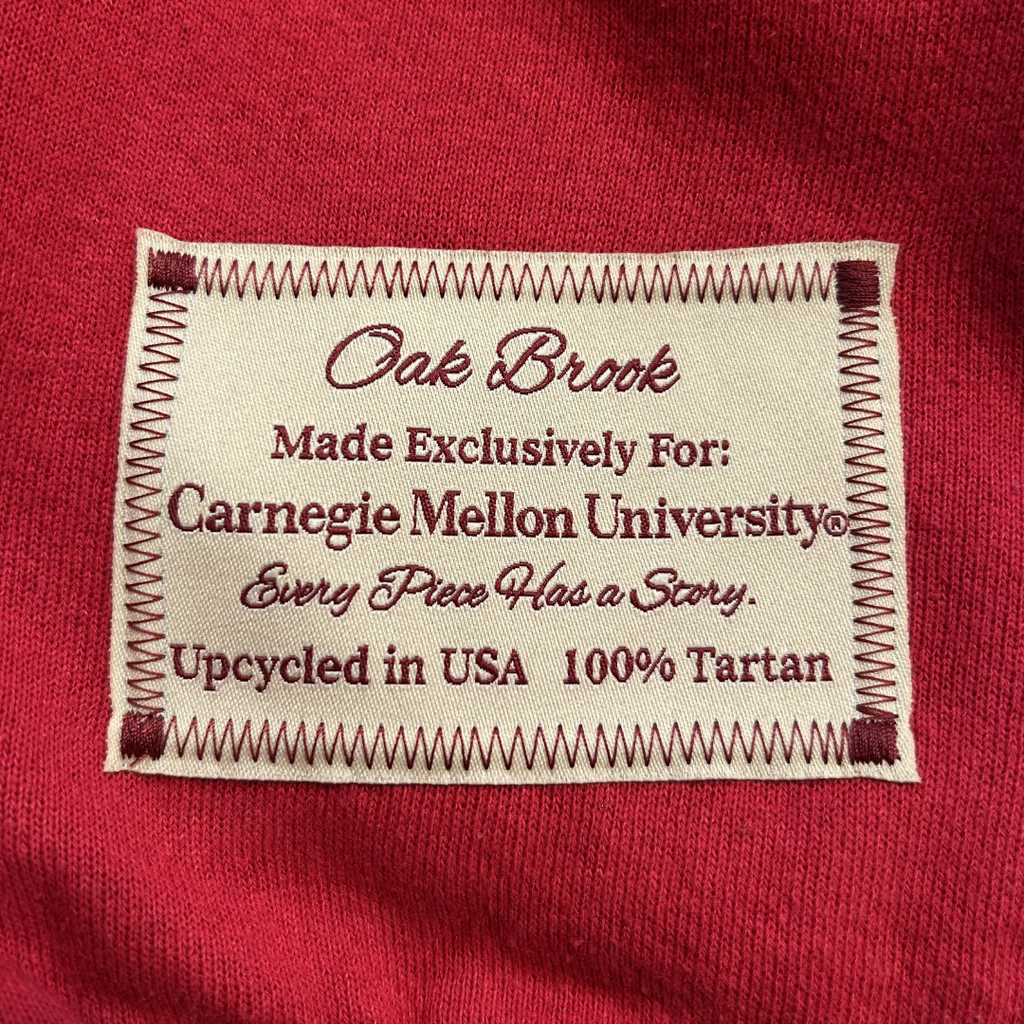 Oak Brook
Made Exclusively For:
Carnegie Mellon University®
Every Piece Has a Story.
Upcycled in USA 100% Tartan